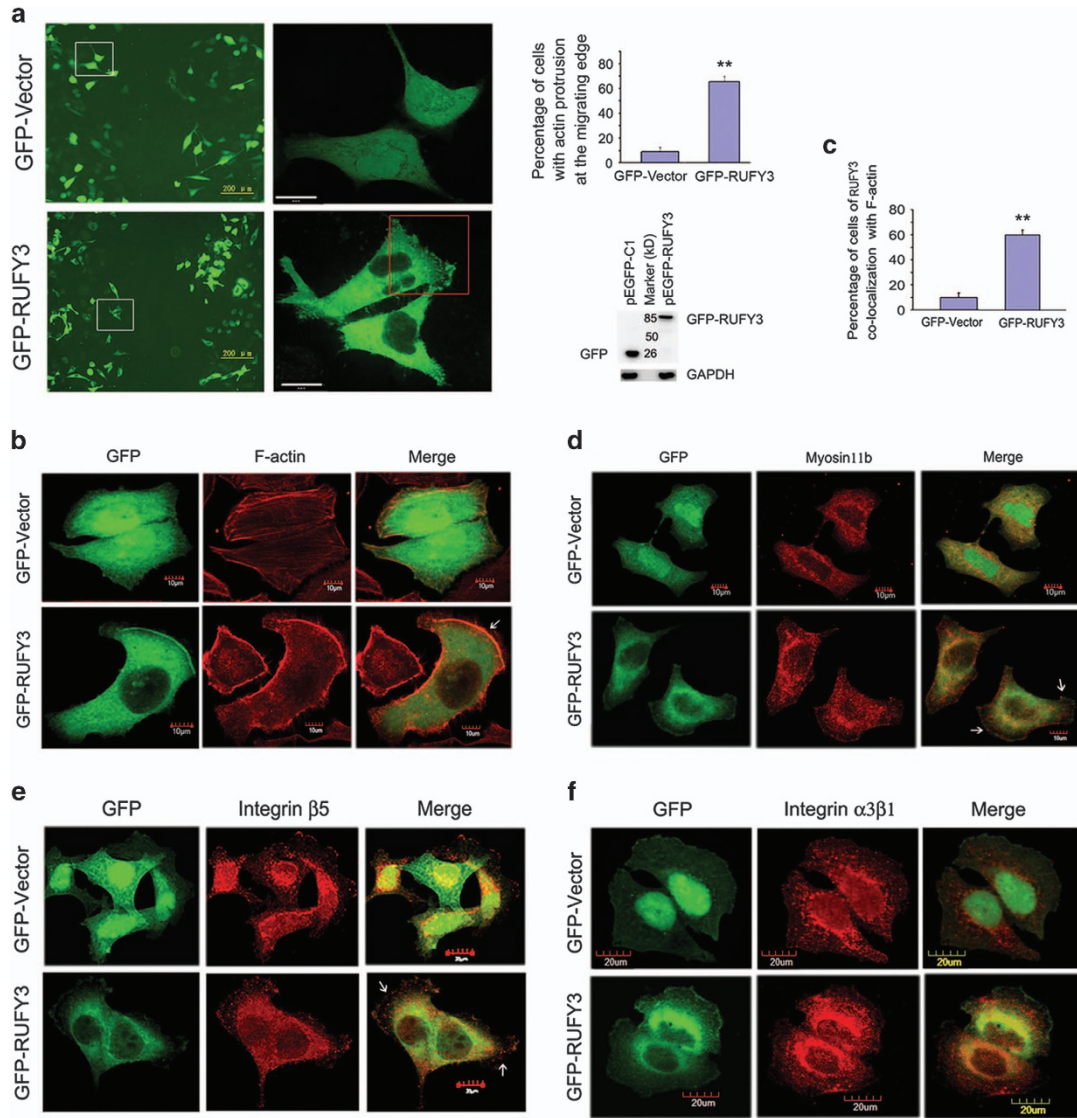 a
GFP-Vector
200 μm
GFP-RUFY3
200 μm
Percentage of cells
with actin protrusion
at the migrating edge
80
60
40
20
0
**
GFP-Vector GFP-RUFY3
pEGFP-C1
Marker (kD)
pEGFP-RUFY3
85 GFP-RUFY3
50
GFP 26
GAPDH
c
Percentage of cells of RUFY3
co-localization with F-actin
80
60
40
20
0
**
GFP-Vector GFP-RUFY3
b
GFP F-actin Merge
GFP-Vector
10μm 10μm 10μm
GFP-RUFY3
10μm 10um 10um
d
GFP Myosin11b Merge
GFP-Vector
10μm 10μm 10μm
GFP-RUFY3
10um
e
GFP Integrin β5 Merge
GFP-Vector
GFP-RUFY3
f
GFP Integrin α3β1 Merge
GFP-Vector
20um 20um 20um
GFP-RUFY3
20um 20um 20um